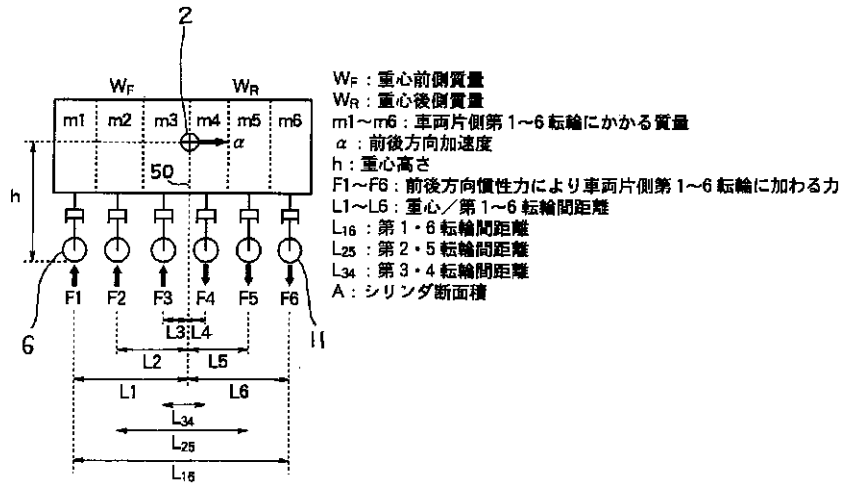 2
W_F
W_R
m1 m2 m3 m4 m5 m6
α
50
h
F1 F2 F3 F4 F5 F6
6
11
L3 L4
L2 L5
L1 L6
L_34
L_25
L_16
W_F：重心前側質量
W_R：重心後側質量
m1～m6：車両片側第1～6転輪にかかる質量
α：前後方向加速度
h：重心高さ
F1～F6：前後方向慣性力により車両片側第1～6転輪に加わる力
L1～L6：重心／第1～6転輪間距離
L_16：第1・6転輪間距離
L_25：第2・5転輪間距離
L_34：第3・4転輪間距離
A：シリンダ断面積